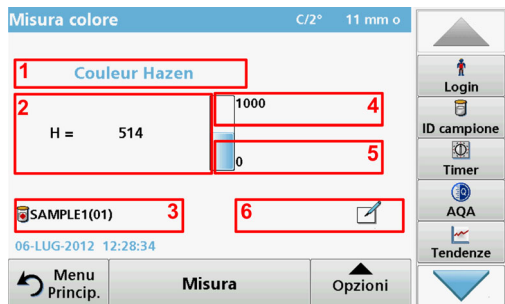 Misura colore C/2° 11 mm o
1 Couleur Hazen
2 1000 4
H = 514
0 5
SAMPLE1(01) 3 6
06-LUG-2012 12:28:34
Menu Princip.
Misura
Opzioni
Login
ID campione
Timer
AQA
Tendenze